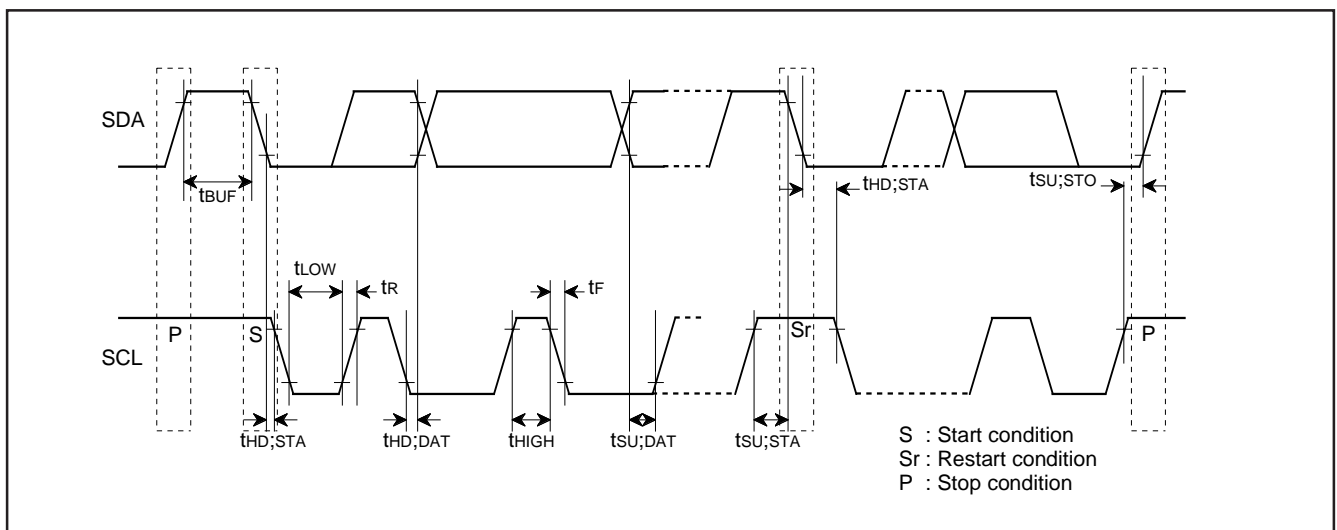 SDA
tBUF
tHD;STA
tSU;STO
tLOW
tR
tF
P
S
Sr
P
SCL
tHD;STA
tHD;DAT
tHIGH
tSU;DAT
tSU;STA
S : Start condition
Sr : Restart condition
P : Stop condition